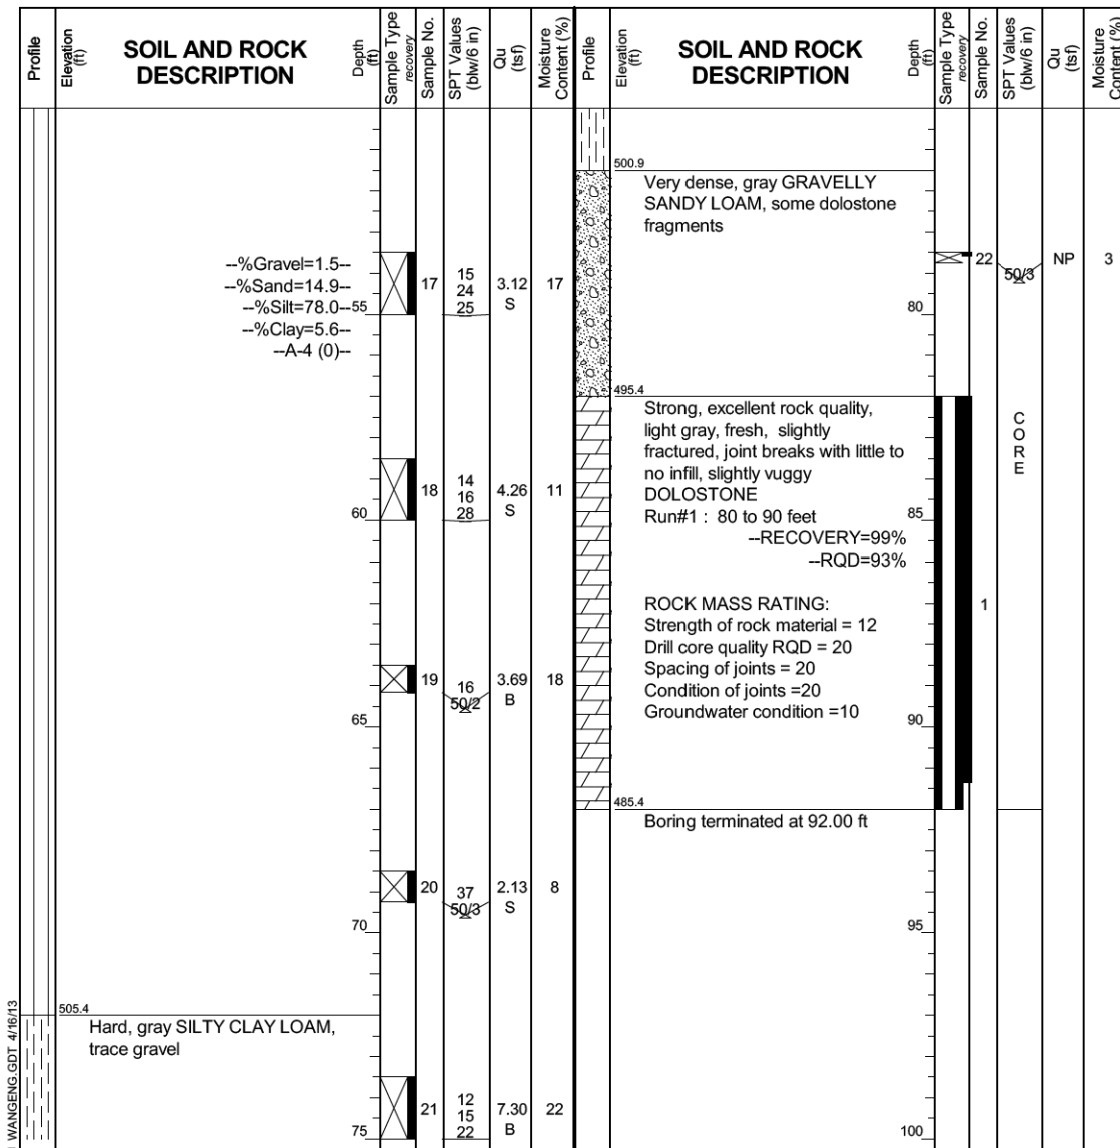 Profile
Elevation
(ft)
SOIL AND ROCK
DESCRIPTION
Depth
(ft)
Sample Type
recovery
Sample No.
SPT Values
(blw/6 in)
Qu
(tsf)
Moisture
Content (%)
--%Gravel=1.5--
--%Sand=14.9--
--%Silt=78.0--
--%Clay=5.6--
--A-4 (0)--
55
17
15
24
25
3.12
S
17
60
18
14
16
28
4.26
S
11
65
19
16
50/2
3.69
B
18
70
20
37
50/3
2.13
S
8
505.4
Hard, gray SILTY CLAY LOAM,
trace gravel
75
21
12
15
22
7.30
B
22
WANGENG.GDT 4/16/13
Profile
Elevation
(ft)
SOIL AND ROCK
DESCRIPTION
Depth
(ft)
Sample Type
recovery
Sample No.
SPT Values
(blw/6 in)
Qu
(tsf)
Moisture
Content (%)
500.9
Very dense, gray GRAVELLY
SANDY LOAM, some dolostone
fragments
22
50/3
NP
3
80
495.4
Strong, excellent rock quality,
light gray, fresh, slightly
fractured, joint breaks with little to
no infill, slightly vuggy
DOLOSTONE
Run#1 : 80 to 90 feet
--RECOVERY=99%
--RQD=93%
85
C
O
R
E
1
ROCK MASS RATING:
Strength of rock material = 12
Drill core quality RQD = 20
Spacing of joints = 20
Condition of joints =20
Groundwater condition =10
90
485.4
Boring terminated at 92.00 ft
95
100